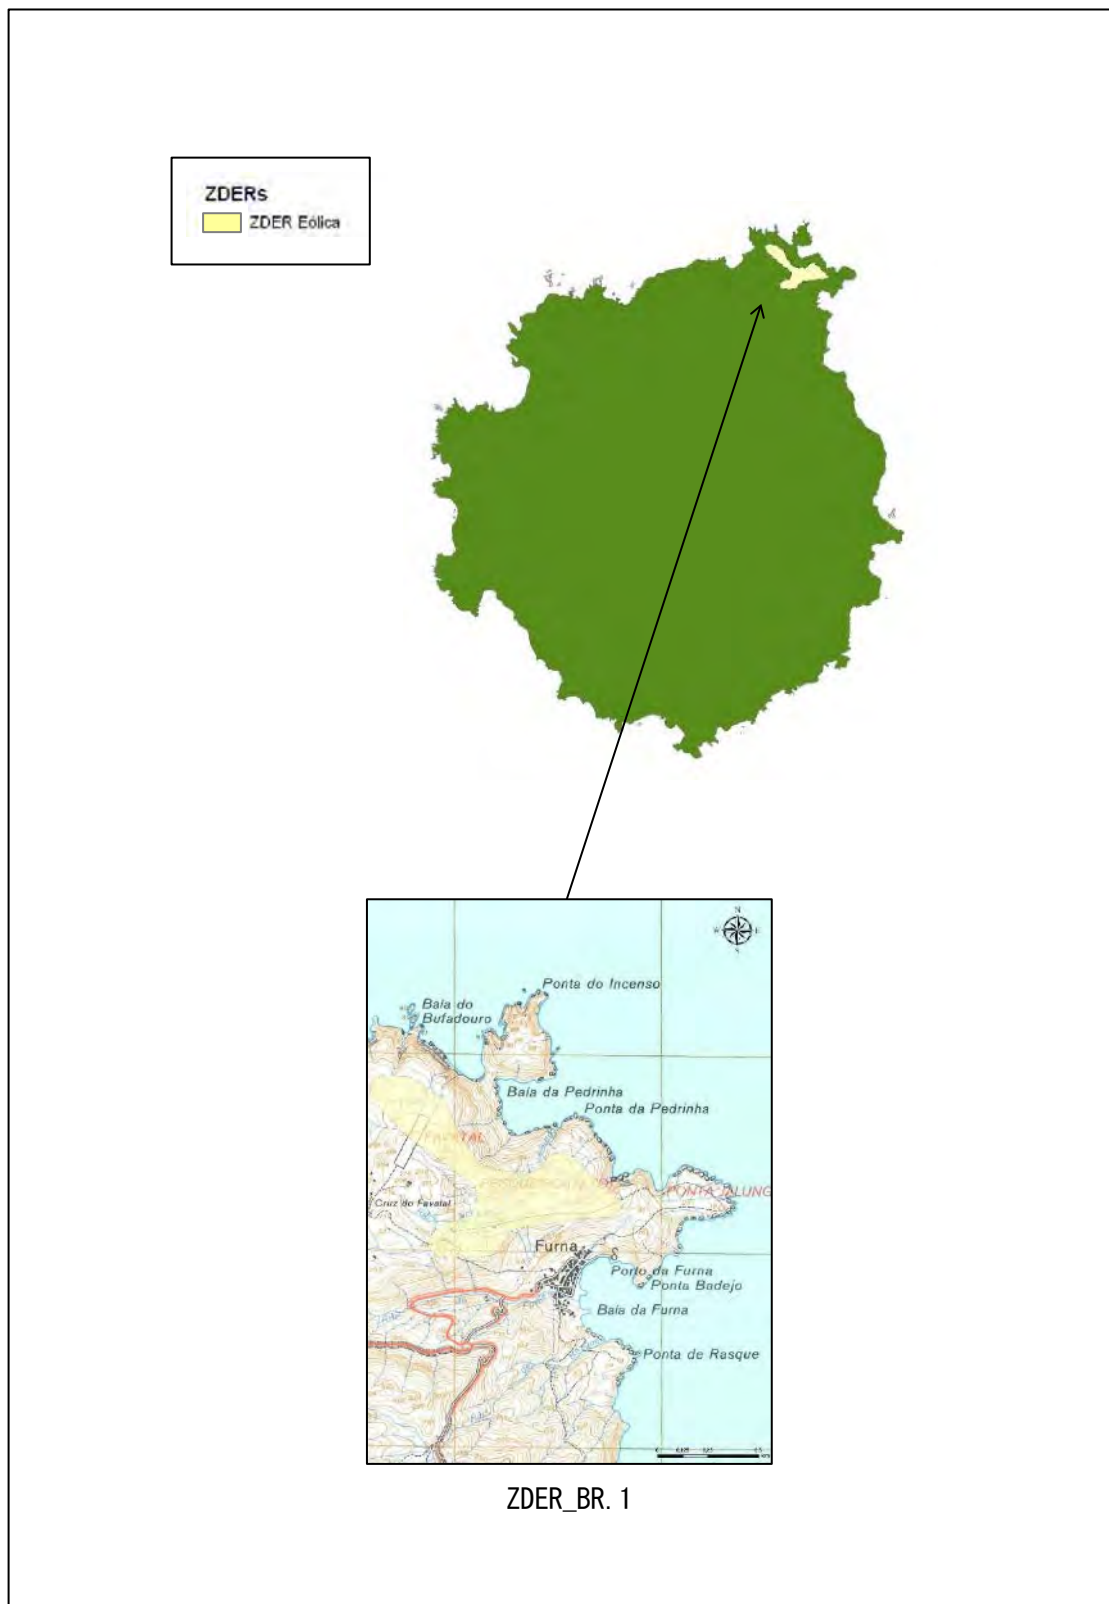 ZDERs
ZDER Eólica
N
W
E
S
Ponta do Incenso
Baía do
Bufadouro
Baía da Pedrinha
Ponta da Pedrinha
FAVATAL
Cruz do Favatal
Furna
Porto da Furna
Ponta Badejo
Baía da Furna
Ponta de Rasque
ZDER_BR. 1